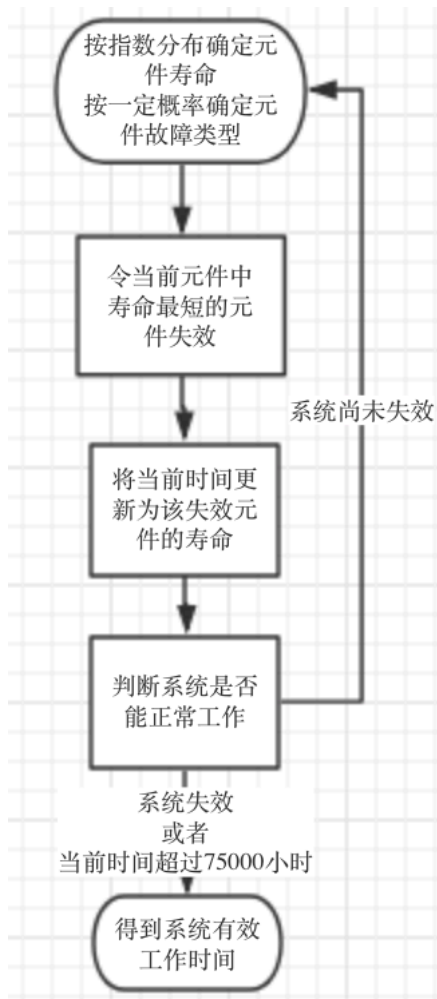 按指数分布确定元
件寿命
按一定概率确定元
件故障类型
令当前元件中
寿命最短的元
件失效
系统尚未失效
将当前时间更
新为该失效元
件的寿命
判断系统是否
能正常工作
系统失效
或者
当前时间超过75000小时
得到系统有效
工作时间